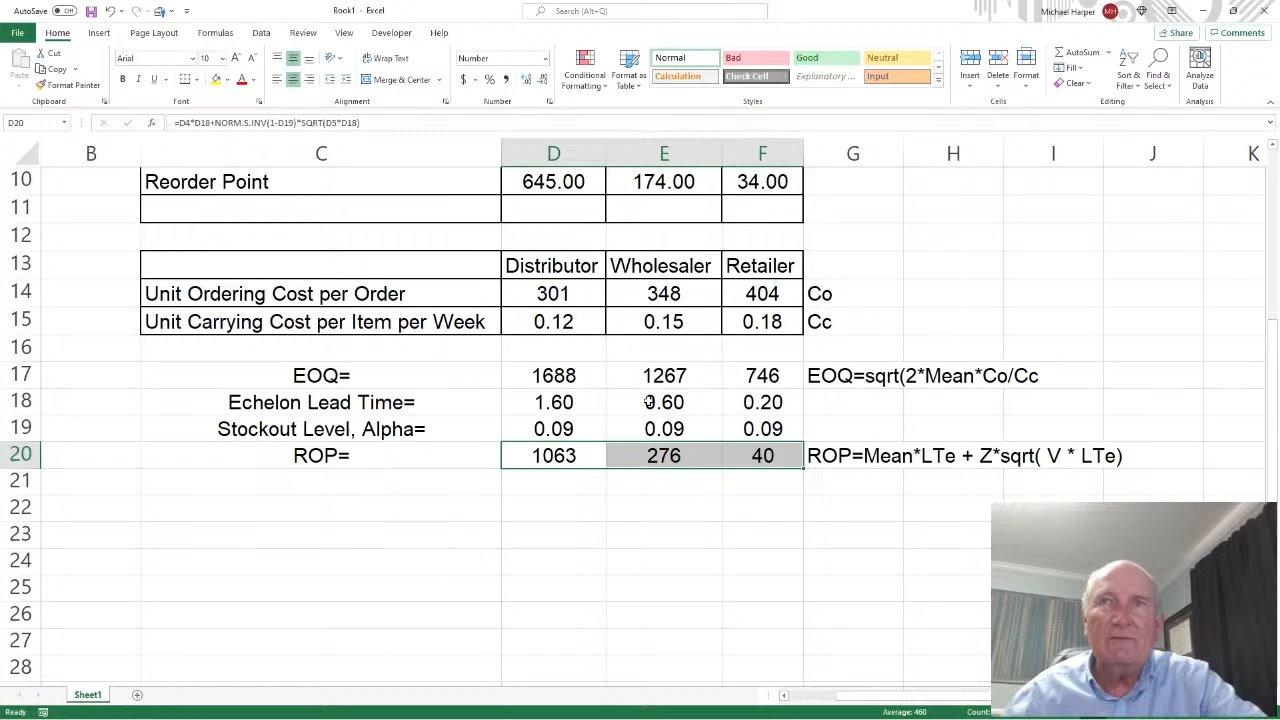 AutoSave Off
Book1 - Excel
Search (Alt+Q)
Michael Harper MH
File Home Insert Page Layout Formulas Data Review View Developer Help
Share Comments
Paste
Cut
Copy
Format Painter
Clipboard
Arial 10
B I U
Font
Wrap Text
Merge & Center
Alignment
Number
$ % ,
Number
Conditional Formatting
Format as Table
Normal Bad Good Neutral
Calculation Check Cell Explanatory ... Input
Styles
Insert Delete Format
Cells
AutoSum
Fill
Clear
Sort & Filter
Find & Select
Editing
Analyze Data
Analysis
D20
fx =D4*D18+NORM.S.INV(1-D19)*SQRT(D5*D18)
B C D E F G H I J K
10 Reorder Point 645.00 174.00 34.00
11
12
13 Distributor Wholesaler Retailer
14 Unit Ordering Cost per Order 301 348 404 Co
15 Unit Carrying Cost per Item per Week 0.12 0.15 0.18 Cc
16
17 EOQ= 1688 1267 746 EOQ=sqrt(2*Mean*Co/Cc
18 Echelon Lead Time= 1.60 0.60 0.20
19 Stockout Level, Alpha= 0.09 0.09 0.09
20 ROP= 1063 276 40 ROP=Mean*LTe + Z*sqrt( V * LTe)
21
22
23
24
25
26
27
28
Sheet1
Ready
Average: 460
Count: